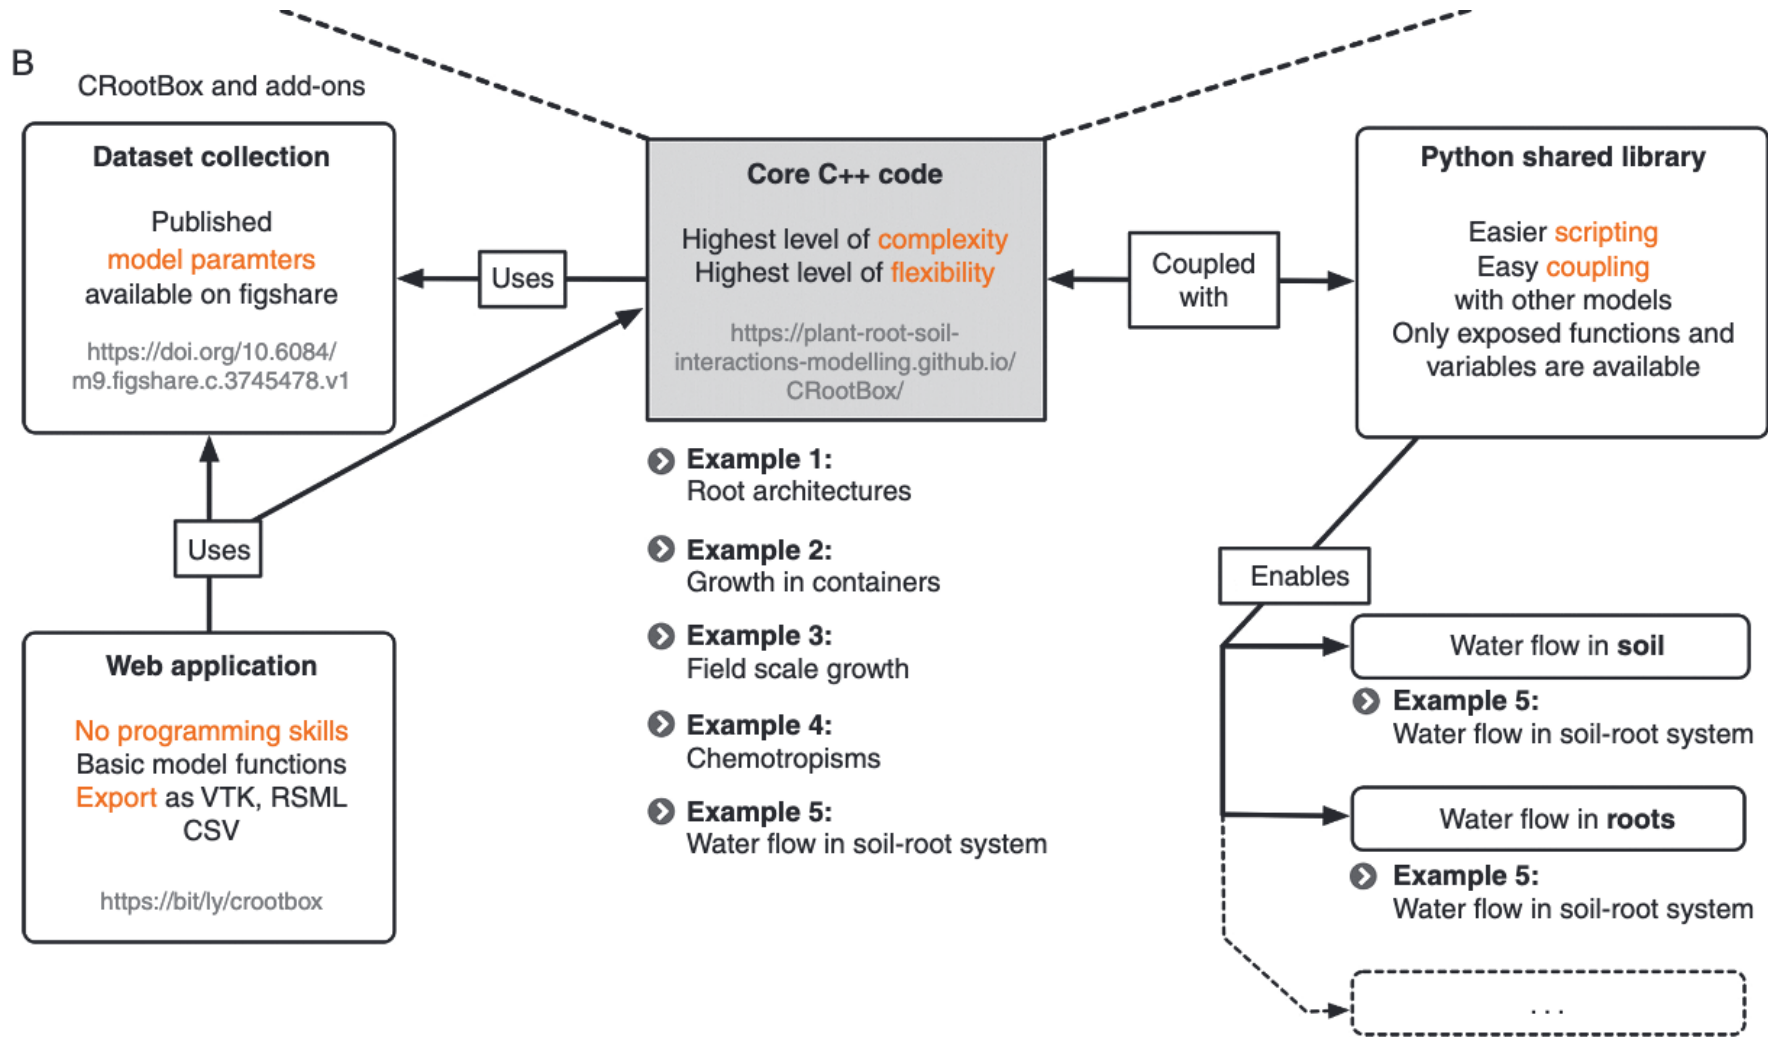 B
CRootBox and add-ons
Dataset collection
Published
model paramters
available on figshare
https://doi.org/10.6084/
m9.figshare.c.3745478.v1
Uses
Core C++ code
Highest level of complexity
Highest level of flexibility
https://plant-root-soil-
interactions-modelling.github.io/
CRootBox/
Coupled
with
Python shared library
Easier scripting
Easy coupling
with other models
Only exposed functions and
variables are available
Uses
Web application
No programming skills
Basic model functions
Export as VTK, RSML
CSV
https://bit/ly/crootbox
Example 1:
Root architectures
Example 2:
Growth in containers
Example 3:
Field scale growth
Example 4:
Chemotropisms
Example 5:
Water flow in soil-root system
Enables
Water flow in soil
Example 5:
Water flow in soil-root system
Water flow in roots
Example 5:
Water flow in soil-root system
...